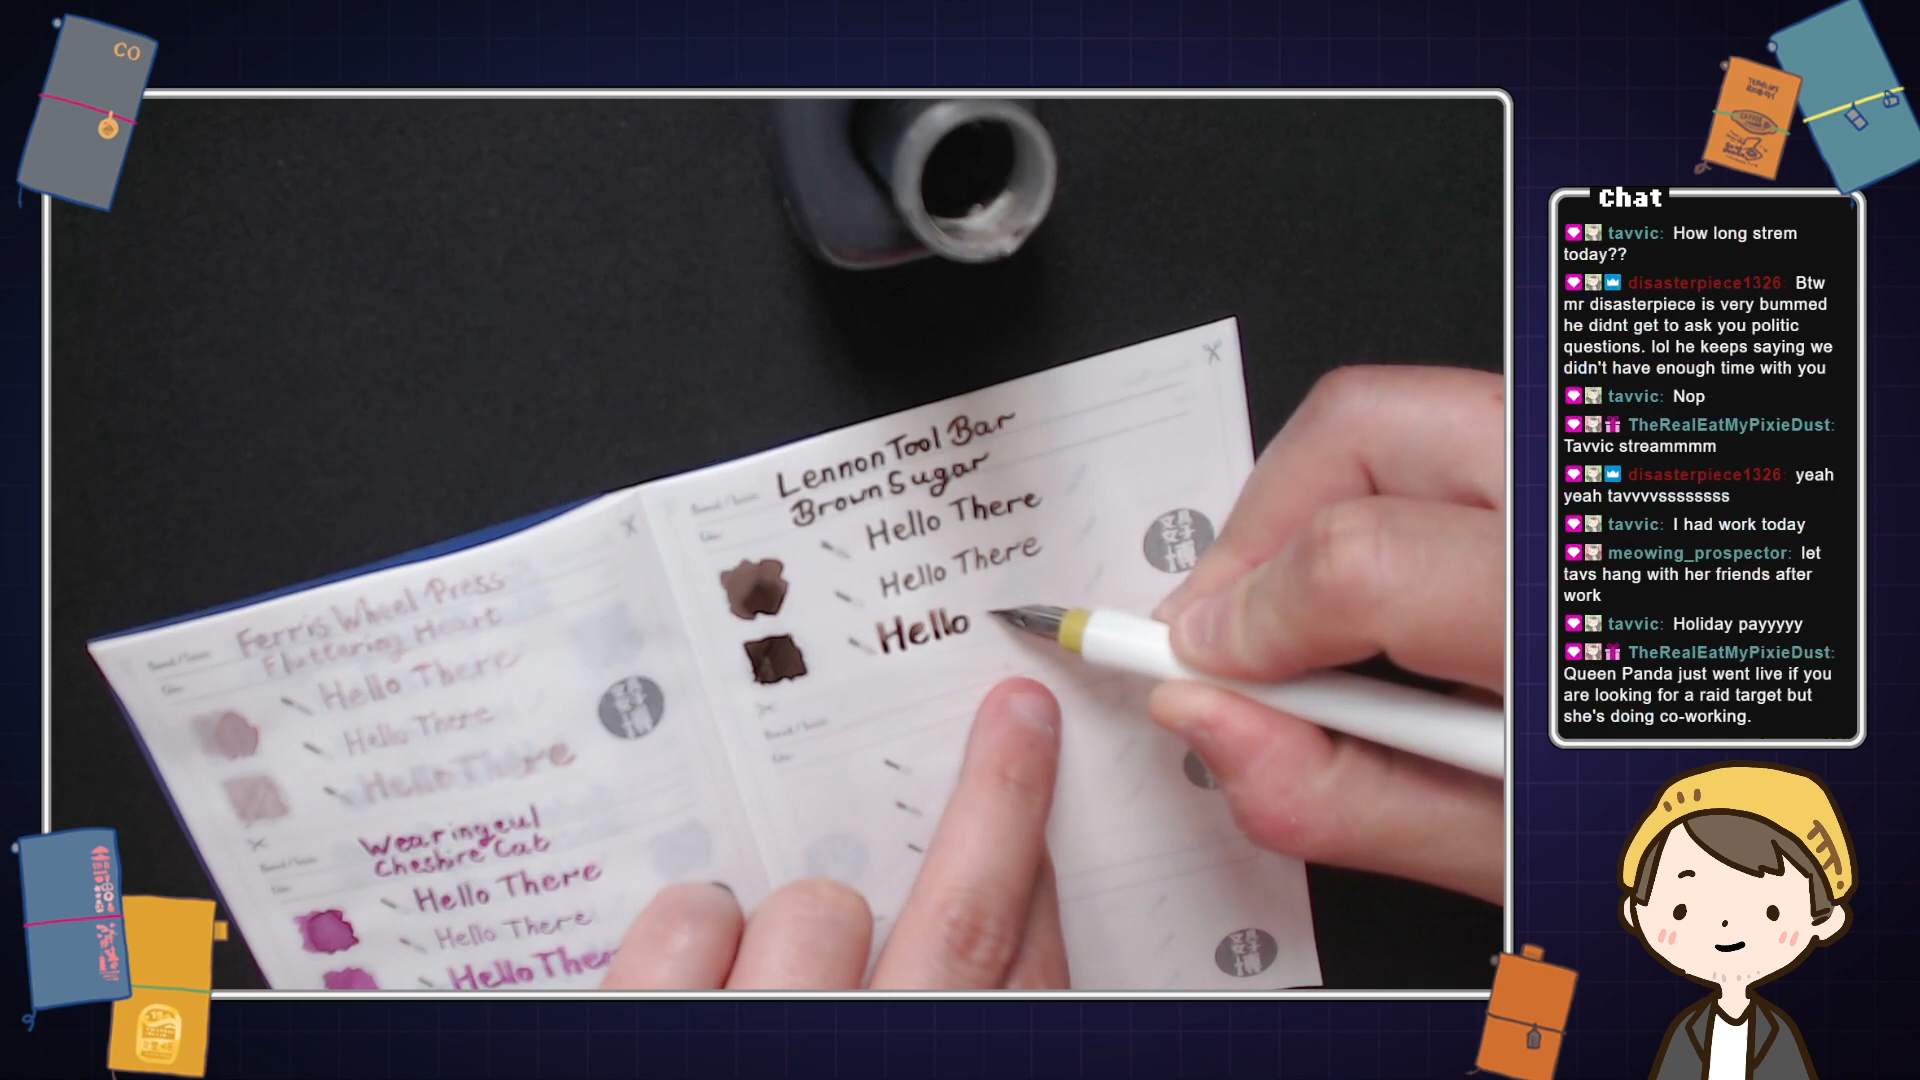 CO
Lennon Tool Bar
Brown Sugar
Hello There
Hello There
Hello
Ferris Wheel Press
Fluttering Heart
Hello There
Hello There
Hello There
Wearingeul
Cheshire Cat
Hello There
Hello There
Hello Ther
chat
tavvic: How long strem
today??
disasterpiece1326: Btw
mr disasterpiece is very bummed
he didnt get to ask you politic
questions. lol he keeps saying we
didn't have enough time with you
tavvic: Nop
TheRealEatMyPixieDust:
Tavvic streammmm
disasterpiece1326: yeah
yeah tavvvvssssssss
tavvic: I had work today
meowing_prospector: let
tavs hang with her friends after
work
tavvic: Holiday payyyyy
TheRealEatMyPixieDust:
Queen Panda just went live if you
are looking for a raid target but
she's doing co-working.